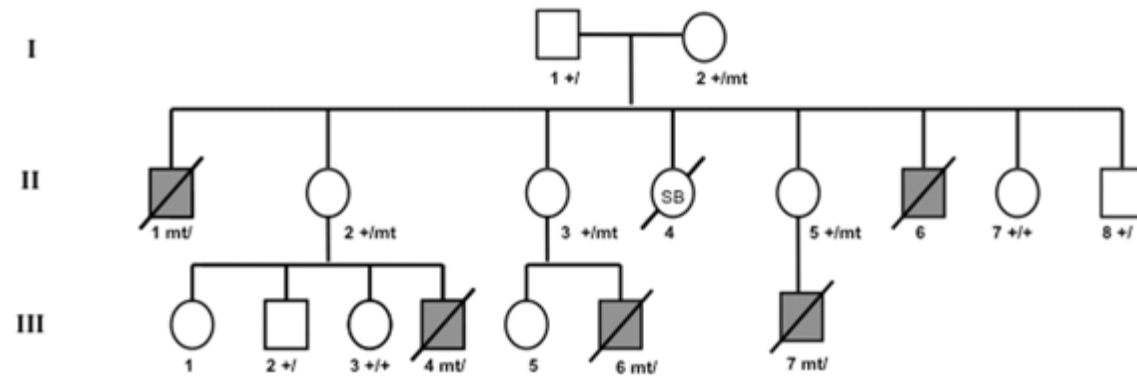 I
1 +/ 2 +/mt
II
SB
1 mt/ 2 +/mt 3 +/mt 4 5 +/mt 6 7 +/+ 8 +/
III
1 2 +/ 3 +/+ 4 mt/ 5 6 mt/ 7 mt/